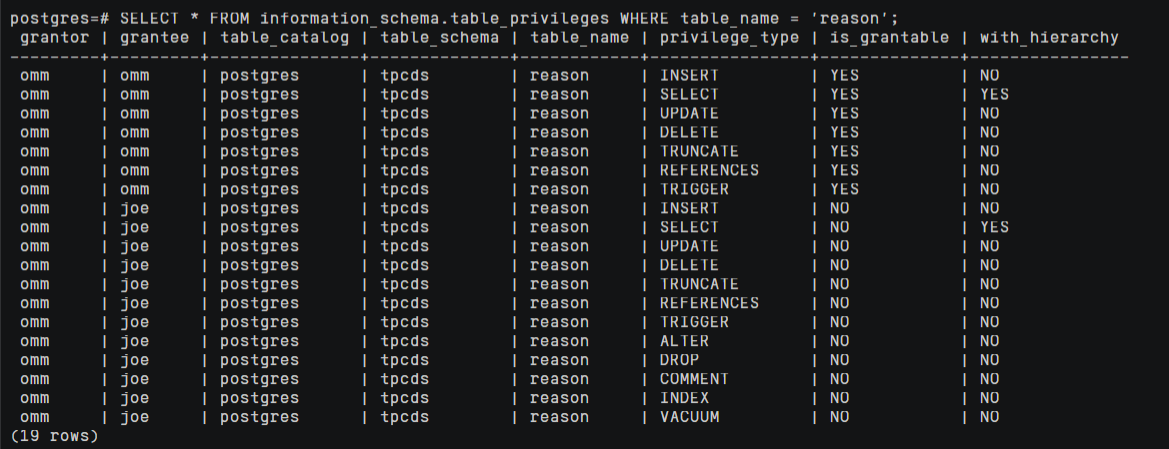 postgres=# SELECT * FROM information_schema.table_privileges WHERE table_name = 'reason';
 grantor | grantee | table_catalog | table_schema | table_name | privilege_type | is_grantable | with_hierarchy
---------+---------+---------------+--------------+------------+----------------+--------------+----------------
 omm     | omm     | postgres      | tpcds        | reason     | INSERT         | YES          | NO
 omm     | omm     | postgres      | tpcds        | reason     | SELECT         | YES          | YES
 omm     | omm     | postgres      | tpcds        | reason     | UPDATE         | YES          | NO
 omm     | omm     | postgres      | tpcds        | reason     | DELETE         | YES          | NO
 omm     | omm     | postgres      | tpcds        | reason     | TRUNCATE       | YES          | NO
 omm     | omm     | postgres      | tpcds        | reason     | REFERENCES     | YES          | NO
 omm     | omm     | postgres      | tpcds        | reason     | TRIGGER        | YES          | NO
 omm     | joe     | postgres      | tpcds        | reason     | INSERT         | NO           | NO
 omm     | joe     | postgres      | tpcds        | reason     | SELECT         | NO           | YES
 omm     | joe     | postgres      | tpcds        | reason     | UPDATE         | NO           | NO
 omm     | joe     | postgres      | tpcds        | reason     | DELETE         | NO           | NO
 omm     | joe     | postgres      | tpcds        | reason     | TRUNCATE       | NO           | NO
 omm     | joe     | postgres      | tpcds        | reason     | REFERENCES     | NO           | NO
 omm     | joe     | postgres      | tpcds        | reason     | TRIGGER        | NO           | NO
 omm     | joe     | postgres      | tpcds        | reason     | ALTER          | NO           | NO
 omm     | joe     | postgres      | tpcds        | reason     | DROP           | NO           | NO
 omm     | joe     | postgres      | tpcds        | reason     | COMMENT        | NO           | NO
 omm     | joe     | postgres      | tpcds        | reason     | INDEX          | NO           | NO
 omm     | joe     | postgres      | tpcds        | reason     | VACUUM         | NO           | NO
(19 rows)